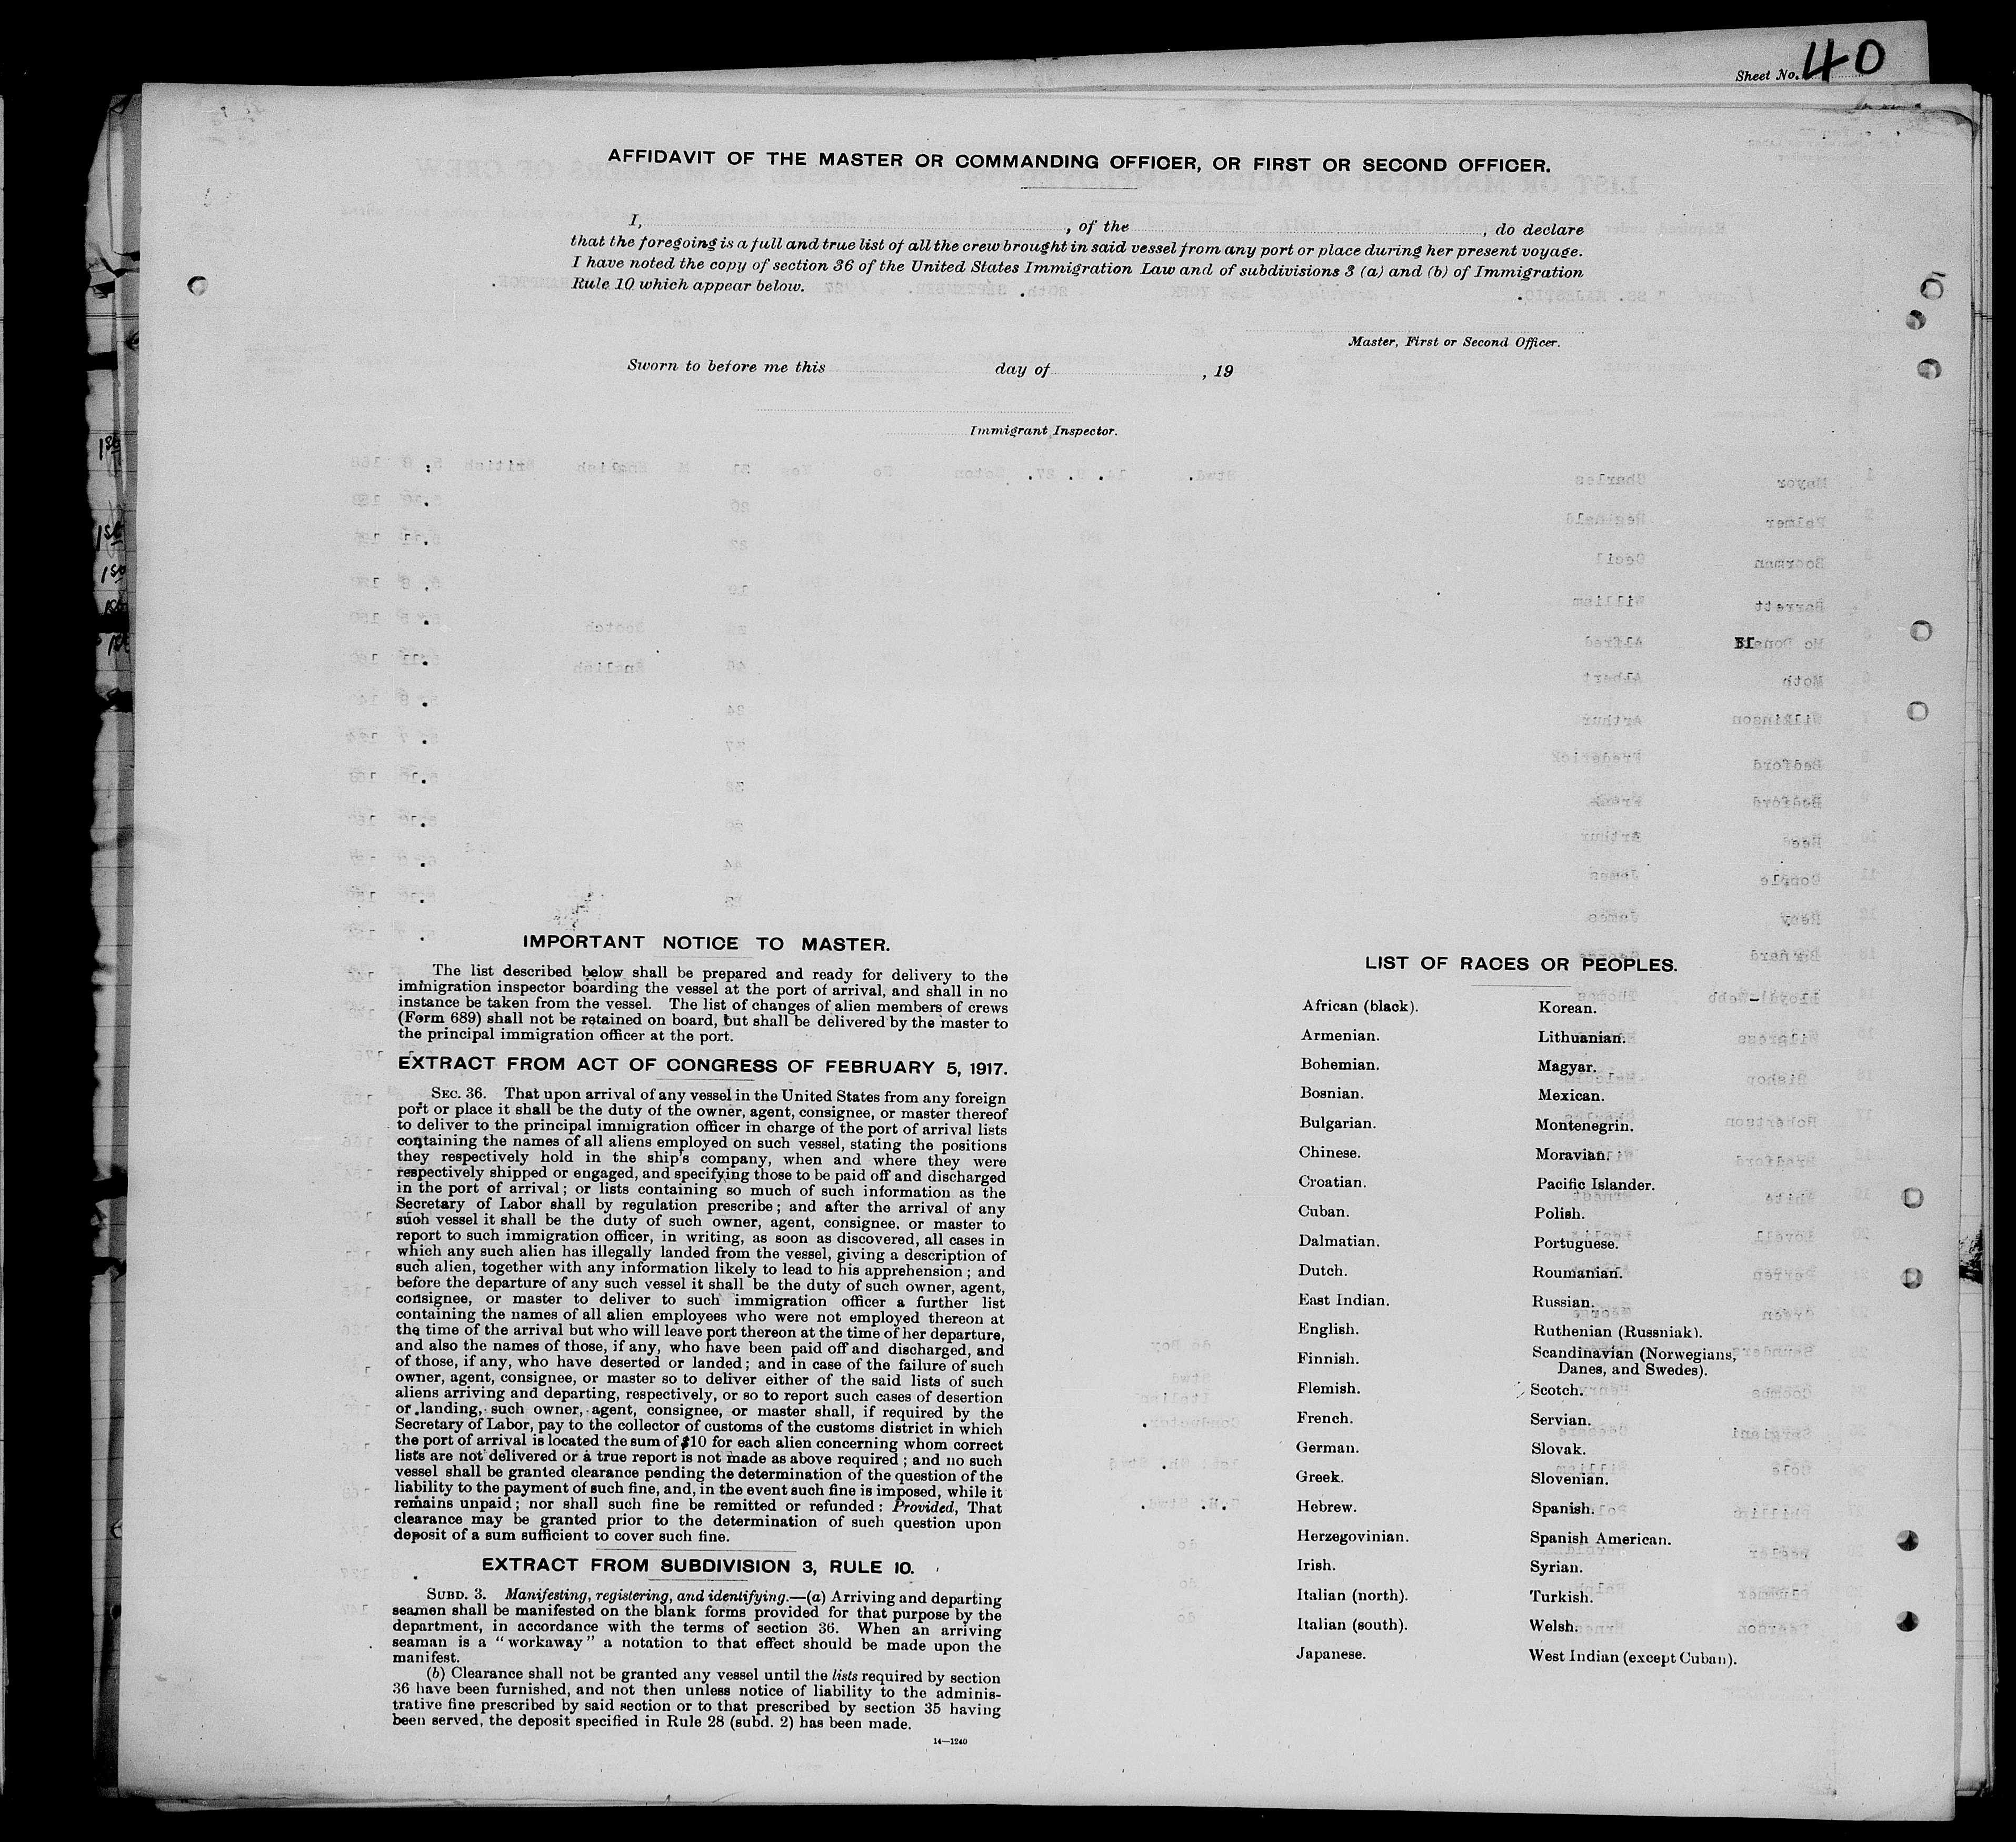 Sheet No. 40
AFFIDAVIT OF THE MASTER OR COMMANDING OFFICER, OR FIRST OR SECOND OFFICER.
I, , of the , do declare
that the foregoing is a full and true list of all the crew brought in said vessel from any port or place during her present voyage.
I have noted the copy of section 36 of the United States Immigration Law and of subdivisions 3 (a) and (b) of Immigration
Rule 10 which appear below.
Master, First or Second Officer.
Sworn to before me this day of , 19
Immigrant Inspector.
IMPORTANT NOTICE TO MASTER.
The list described below shall be prepared and ready for delivery to the
immigration inspector boarding the vessel at the port of arrival, and shall in no
instance be taken from the vessel. The list of changes of alien members of crews
(Form 689) shall not be retained on board, but shall be delivered by the master to
the principal immigration officer at the port.
EXTRACT FROM ACT OF CONGRESS OF FEBRUARY 5, 1917.
SEC. 36. That upon arrival of any vessel in the United States from any foreign
port or place it shall be the duty of the owner, agent, consignee, or master thereof
to deliver to the principal immigration officer in charge of the port of arrival lists
containing the names of all aliens employed on such vessel, stating the positions
they respectively hold in the ship's company, when and where they were
respectively shipped or engaged, and specifying those to be paid off and discharged
in the port of arrival; or lists containing so much of such information as the
Secretary of Labor shall by regulation prescribe; and after the arrival of any
such vessel it shall be the duty of such owner, agent, consignee, or master to
report to such immigration officer, in writing, as soon as discovered, all cases in
which any such alien has illegally landed from the vessel, giving a description of
such alien, together with any information likely to lead to his apprehension; and
before the departure of any such vessel it shall be the duty of such owner, agent,
consignee, or master to deliver to such immigration officer a further list
containing the names of all alien employees who were not employed thereon at
the time of the arrival but who will leave port thereon at the time of her departure,
and also the names of those, if any, who have been paid off and discharged, and
of those, if any, who have deserted or landed; and in case of the failure of such
owner, agent, consignee, or master so to deliver either of the said lists of such
aliens arriving and departing, respectively, or so to report such cases of desertion
or landing, such owner, agent, consignee, or master shall, if required by the
Secretary of Labor, pay to the collector of customs of the customs district in which
the port of arrival is located the sum of $10 for each alien concerning whom correct
lists are not delivered or a true report is not made as above required; and no such
vessel shall be granted clearance pending the determination of the question of the
liability to the payment of such fine, and, in the event such fine is imposed, while it
remains unpaid; nor shall such fine be remitted or refunded: Provided, That
clearance may be granted prior to the determination of such question upon
deposit of a sum sufficient to cover such fine.
EXTRACT FROM SUBDIVISION 3, RULE 10.
SUBD. 3. Manifesting, registering, and identifying.—(a) Arriving and departing
seamen shall be manifested on the blank forms provided for that purpose by the
department, in accordance with the terms of section 36. When an arriving
seaman is a "workaway" a notation to that effect should be made upon the
manifest.
(b) Clearance shall not be granted any vessel until the lists required by section
36 have been furnished, and not then unless notice of liability to the adminis-
trative fine prescribed by said section or to that prescribed by section 35 having
been served, the deposit specified in Rule 28 (subd. 2) has been made.
14—1240
LIST OF RACES OR PEOPLES.
African (black).
Armenian.
Bohemian.
Bosnian.
Bulgarian.
Chinese.
Croatian.
Cuban.
Dalmatian.
Dutch.
East Indian.
English.
Finnish.
Flemish.
French.
German.
Greek.
Hebrew.
Herzegovinian.
Irish.
Italian (north).
Italian (south).
Japanese.
Korean.
Lithuanian.
Magyar.
Mexican.
Montenegrin.
Moravian.
Pacific Islander.
Polish.
Portuguese.
Roumanian.
Russian.
Ruthenian (Russniak).
Scandinavian (Norwegians,
Danes, and Swedes).
Scotch.
Servian.
Slovak.
Slovenian.
Spanish.
Spanish American.
Syrian.
Turkish.
Welsh.
West Indian (except Cuban).